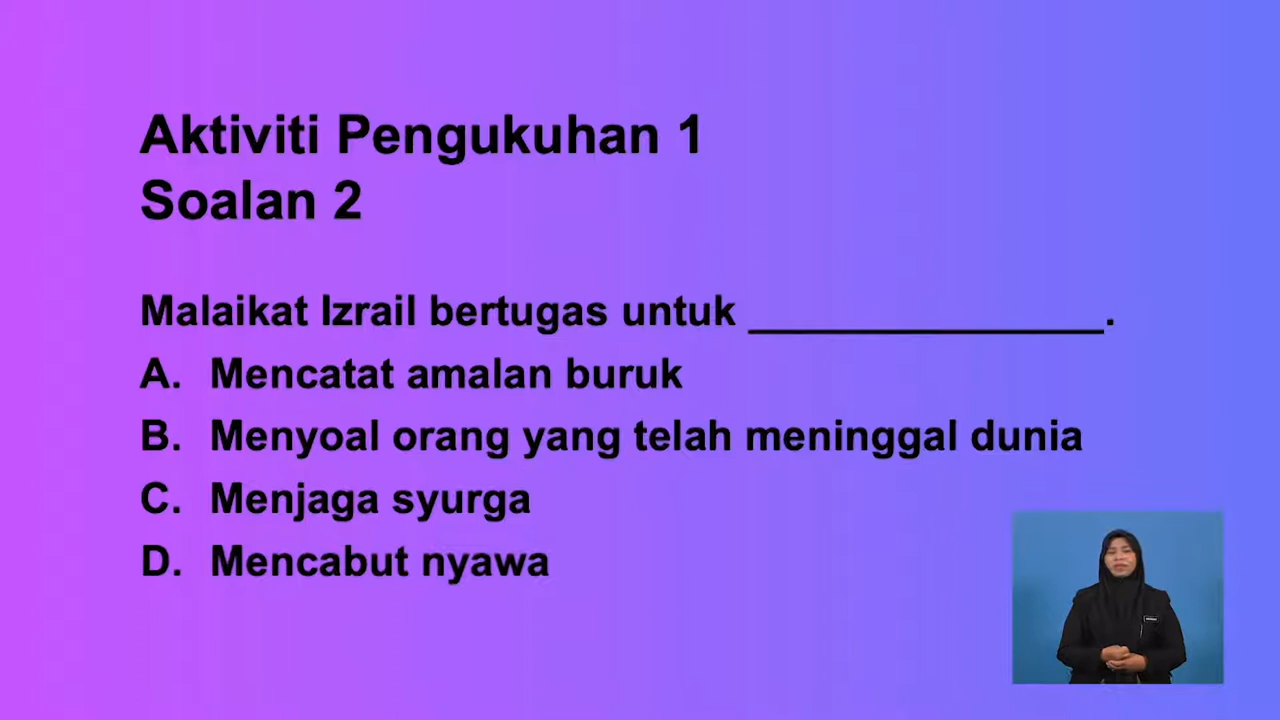 Aktiviti Pengukuhan 1
Soalan 2
Malaikat Izrail bertugas untuk _______________.
A. Mencatat amalan buruk
B. Menyoal orang yang telah meninggal dunia
C. Menjaga syurga
D. Mencabut nyawa